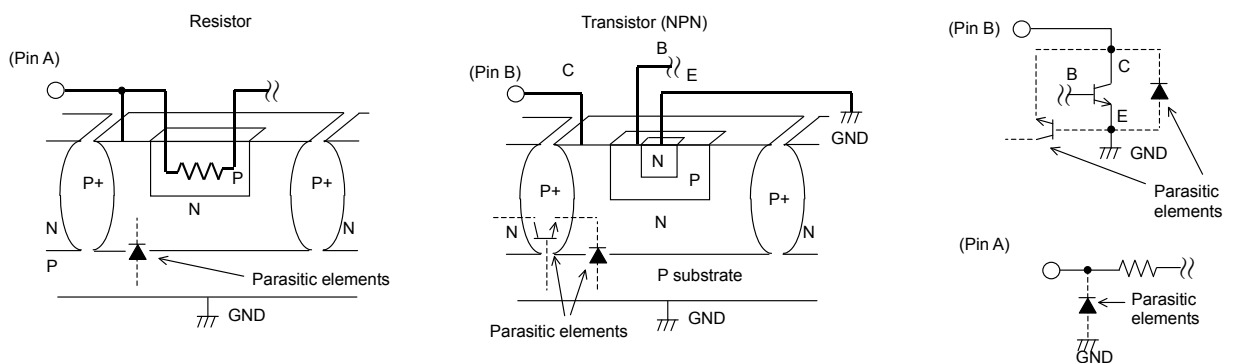 Resistor
(Pin A)
P+
P+
P
N
N
N
P
Parasitic elements
GND
Transistor (NPN)
B
(Pin B)
C
E
GND
N
P+
P
P+
N
N
N
P substrate
Parasitic elements
GND
(Pin B)
C
B
E
GND
Parasitic
elements
(Pin A)
Parasitic
elements
GND